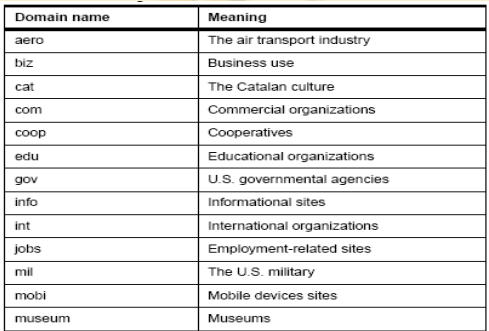 Domain name Meaning
aero The air transport industry
biz Business use
cat The Catalan culture
com Commercial organizations
coop Cooperatives
edu Educational organizations
gov U.S. governmental agencies
info Informational sites
int International organizations
jobs Employment-related sites
mil The U.S. military
mobi Mobile devices sites
museum Museums